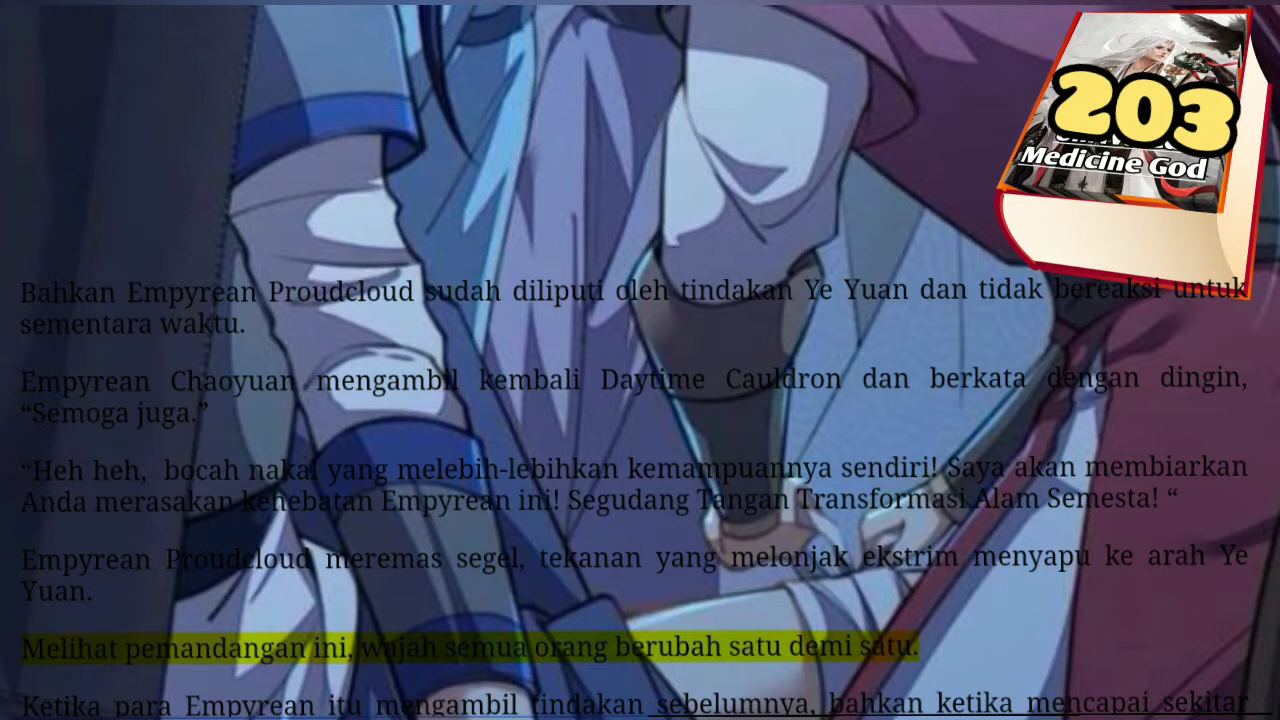 203
Medicine God
Bahkan Empyrean Proudcloud sudah diliputi oleh tindakan Ye Yuan dan tidak bereaksi untuk
sementara waktu.
Empyrean Chaoyuan mengambil kembali Daytime Cauldron dan berkata dengan dingin,
“Semoga juga.”
“Heh heh, bocah nakal yang melebih-lebihkan kemampuannya sendiri! Saya akan membiarkan
Anda merasakan kehebatan Empyrean ini! Segudang Tangan Transformasi Alam Semesta! “
Empyrean Proudcloud meremas segel, tekanan yang melonjak ekstrim menyapu ke arah Ye
Yuan.
Melihat pemandangan ini, wajah semua orang berubah satu demi satu.
Ketika para Empyrean itu mengambil tindakan sebelumnya, bahkan ketika mencapai sekitar